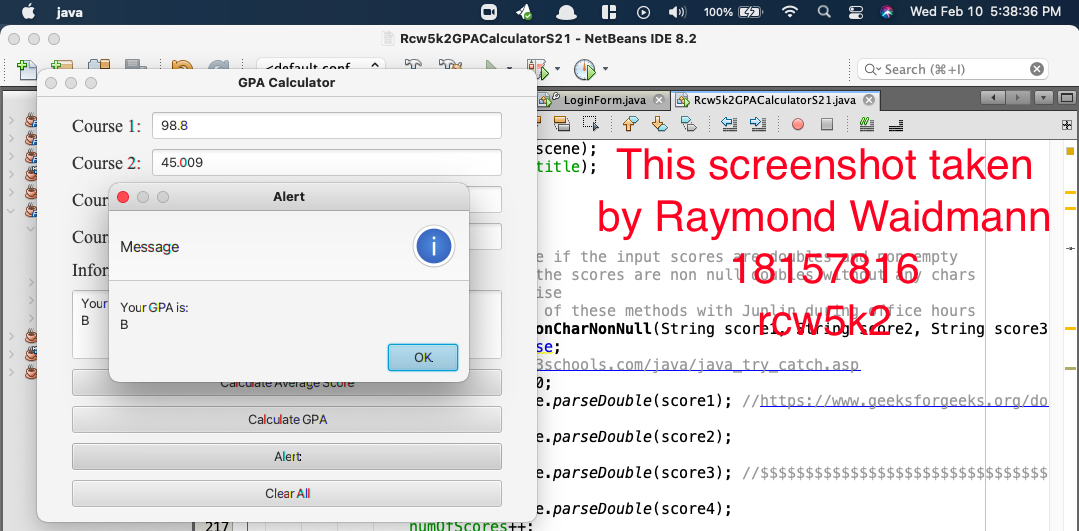 java
100%
Wed Feb 10 5:38:36 PM
Rcw5k2GPACalculatorS21 - NetBeans IDE 8.2
<default conf...
Search (⌘+I)
GPA Calculator
LoginForm.java
Rcw5k2GPACalculatorS21.java
Course 1:
98.8
Course 2:
45.009
Cour
Cour
Infor
Your
B
Alert
Message
Your GPA is:
B
OK
Calculate Average Score
Calculate GPA
Alert
Clear All
This screenshot taken
by Raymond Waidmann
18157816
rcw5k2
scene);
title);
e if the input scores are doubles and non empty
the scores are non null doubles without any chars
ise
of these methods with Junlin during office hours
onCharNonNull(String score1, String score2, String score3
se;
3schools.com/java/java_try_catch.asp
0;
e.parseDouble(score1); //https://www.geeksforgeeks.org/do
e.parseDouble(score2);
e.parseDouble(score3); //$$$$$$$$$$$$$$$$$$$$$$$$$$$$$$$$
e.parseDouble(score4);
217
numOfScores++;